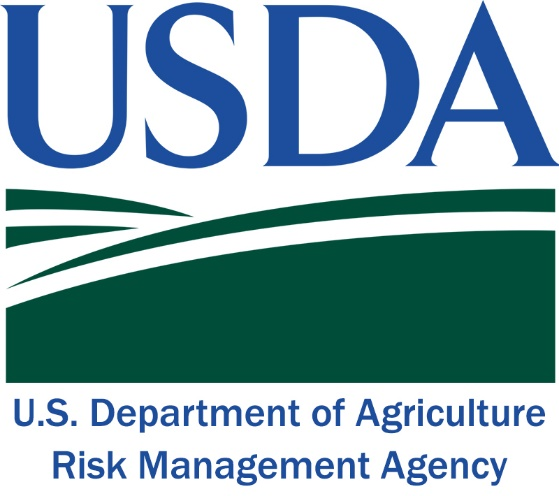 USDA
U.S. Department of Agriculture
Risk Management Agency